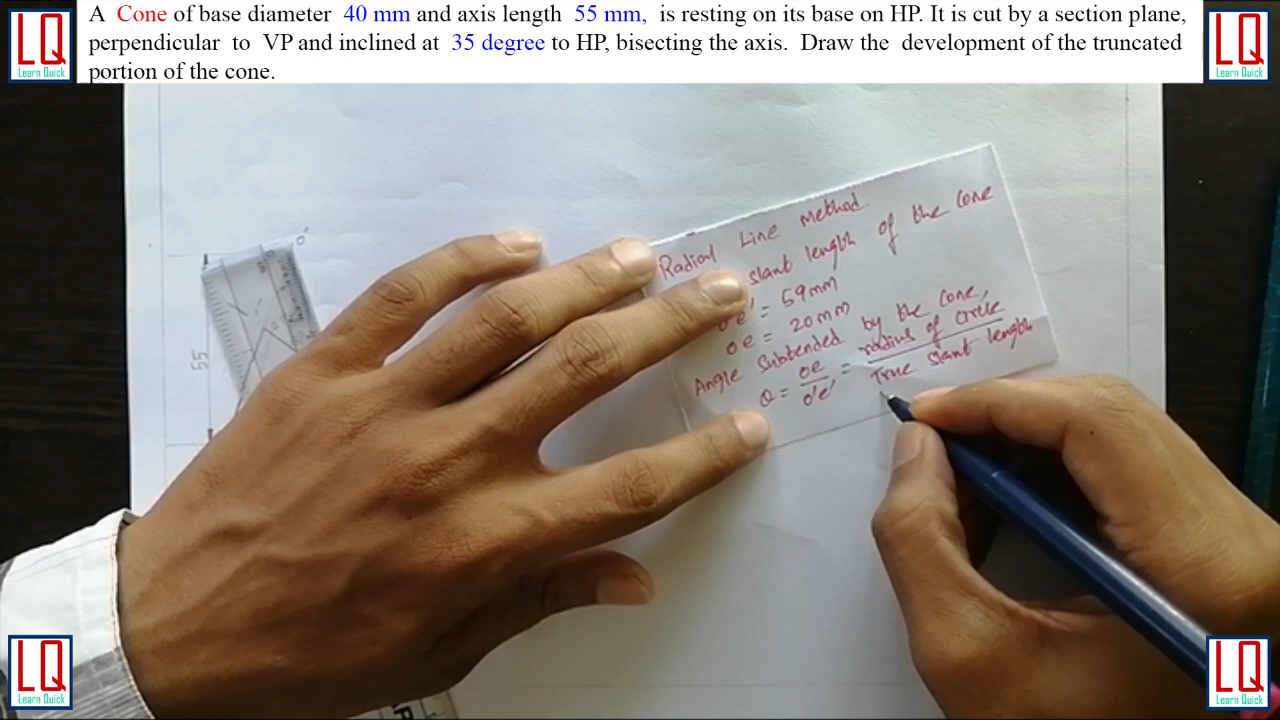 A Cone of base diameter 40 mm and axis length 55 mm, is resting on its base on HP. It is cut by a section plane,
perpendicular to VP and inclined at 35 degree to HP, bisecting the axis. Draw the development of the truncated
portion of the cone.
LQ
Learn Quick
LQ
Learn Quick
Radial Line method.
slant length of the Cone
o'e' = 59mm
oe = 20mm
Angle Subtended by the Cone,
Q = oe/o'e' = radius of circle/True slant length
o'
55
LQ
Learn Quick
LQ
Learn Quick